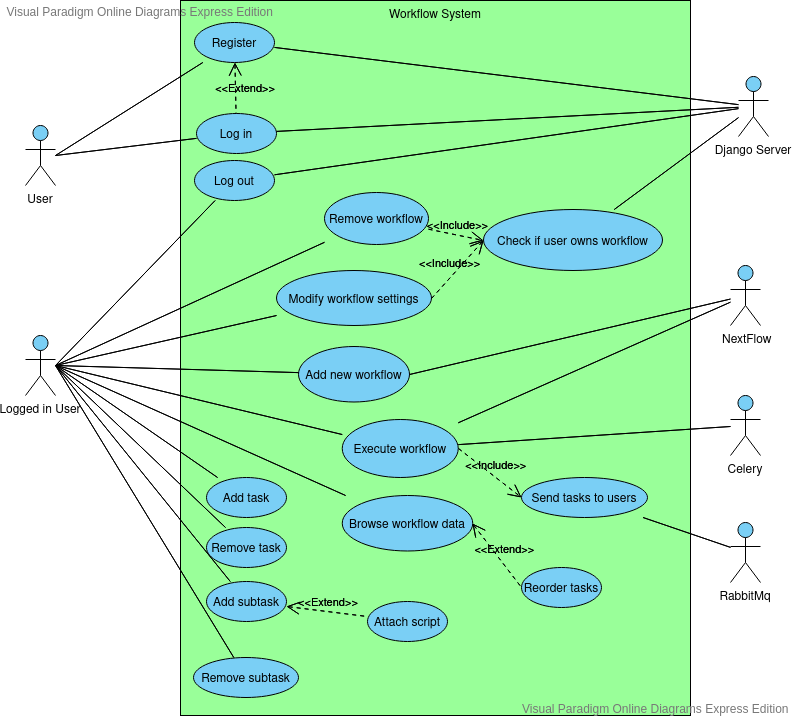 Visual Paradigm Online Diagrams Express Edition
Workflow System
Register
<<Extend>>
Log in
Django Server
User
Log out
Remove workflow
<<Include>>
Check if user owns workflow
<<Include>>
Modify workflow settings
NextFlow
Add new workflow
Logged in User
Execute workflow
<<Include>>
Celery
Add task
Send tasks to users
Browse workflow data
Remove task
<<Extend>>
Reorder tasks
RabbitMq
Add subtask
<<Extend>>
Attach script
Remove subtask
Visual Paradigm Online Diagrams Express Edition